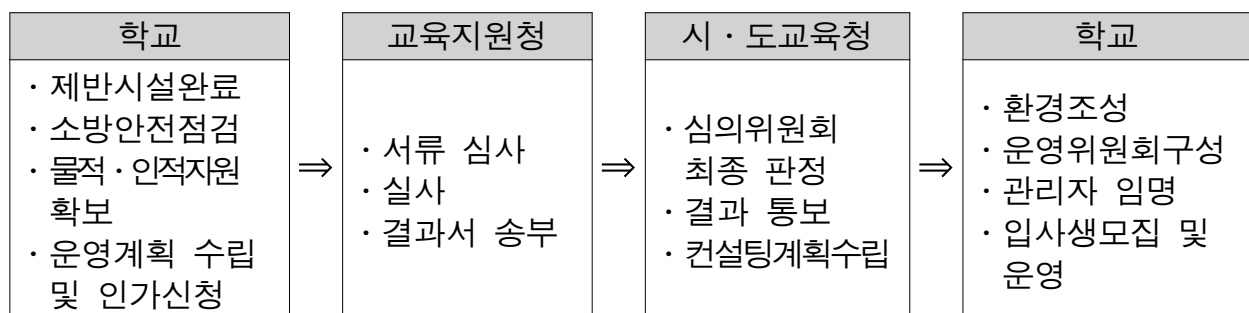 학교
· 제반시설완료
· 소방안전점검
· 물적·인적자원
확보
· 운영계획 수립
및 인가신청
⇒
교육지원청
· 서류 심사
· 실사
· 결과서 송부
⇒
시·도교육청
· 심의위원회
최종 판정
· 결과 통보
· 컨설팅계획수립
⇒
학교
· 환경조성
· 운영위원회구성
· 관리자 임명
· 입사생모집 및
운영